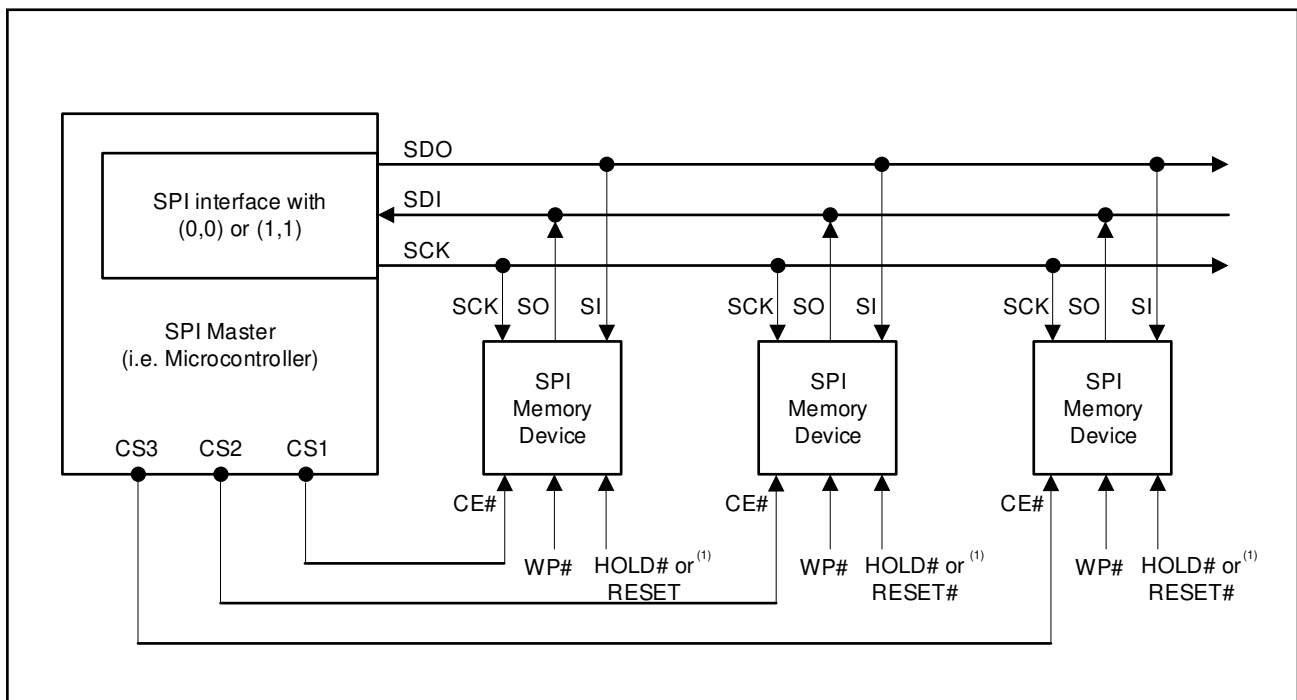 SDO
SPI interface with
(0,0) or (1,1)
SDI
SCK
SPI Master
(i.e. Microcontroller)
SCK SO SI
SCK SO SI
SCK SO SI
SPI
Memory
Device
SPI
Memory
Device
SPI
Memory
Device
CS3 CS2 CS1
CE#
WP#
HOLD# or (1)
RESET
CE#
WP#
HOLD# or (1)
RESET#
CE#
WP#
HOLD# or (1)
RESET#